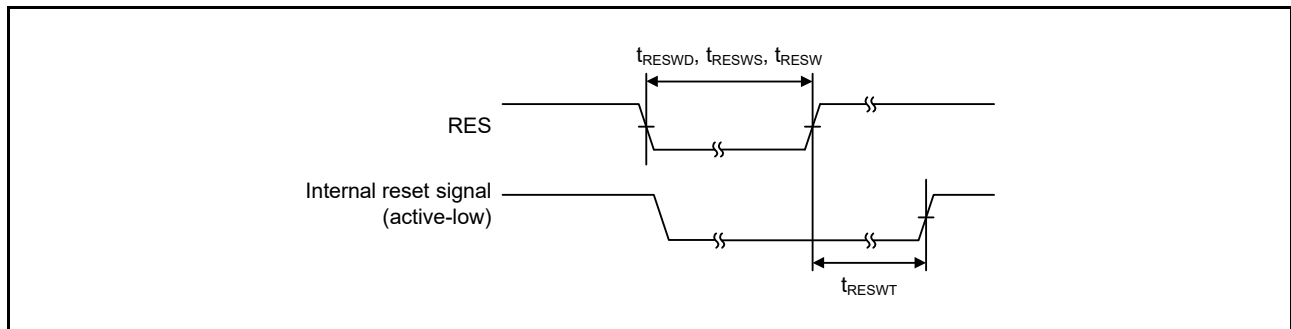 tRESWD, tRESWS, tRESW
RES
Internal reset signal
(active-low)
tRESWT